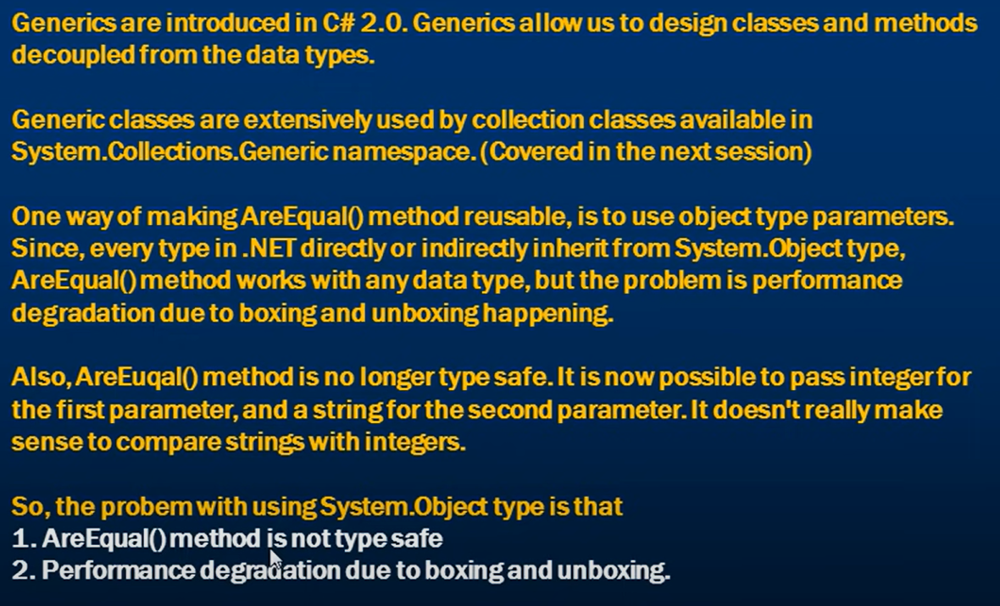 Generics are introduced in C# 2.0. Generics allow us to design classes and methods
decoupled from the data types.
Generic classes are extensively used by collection classes available in
System.Collections.Generic namespace. (Covered in the next session)
One way of making AreEqual() method reusable, is to use object type parameters.
Since, every type in .NET directly or indirectly inherit from System.Object type,
AreEqual() method works with any data type, but the problem is performance
degradation due to boxing and unboxing happening.
Also, AreEuqal() method is no longer type safe. It is now possible to pass integer for
the first parameter, and a string for the second parameter. It doesn't really make
sense to compare strings with integers.
So, the probem with using System.Object type is that
1. AreEqual() method is not type safe
2. Performance degradation due to boxing and unboxing.